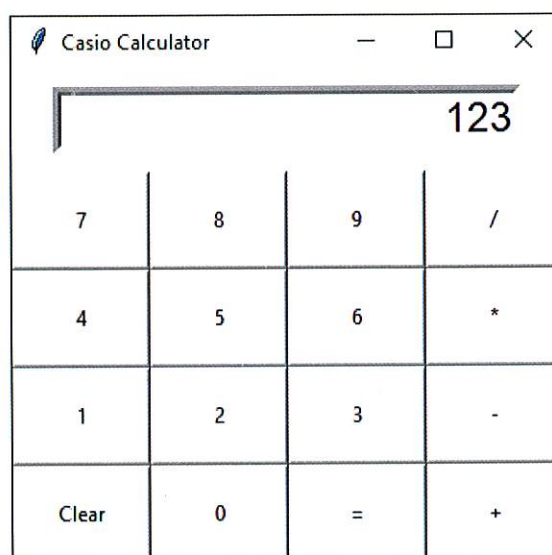 Casio Calculator
123
7 8 9 /
4 5 6 *
1 2 3 -
Clear 0 = +